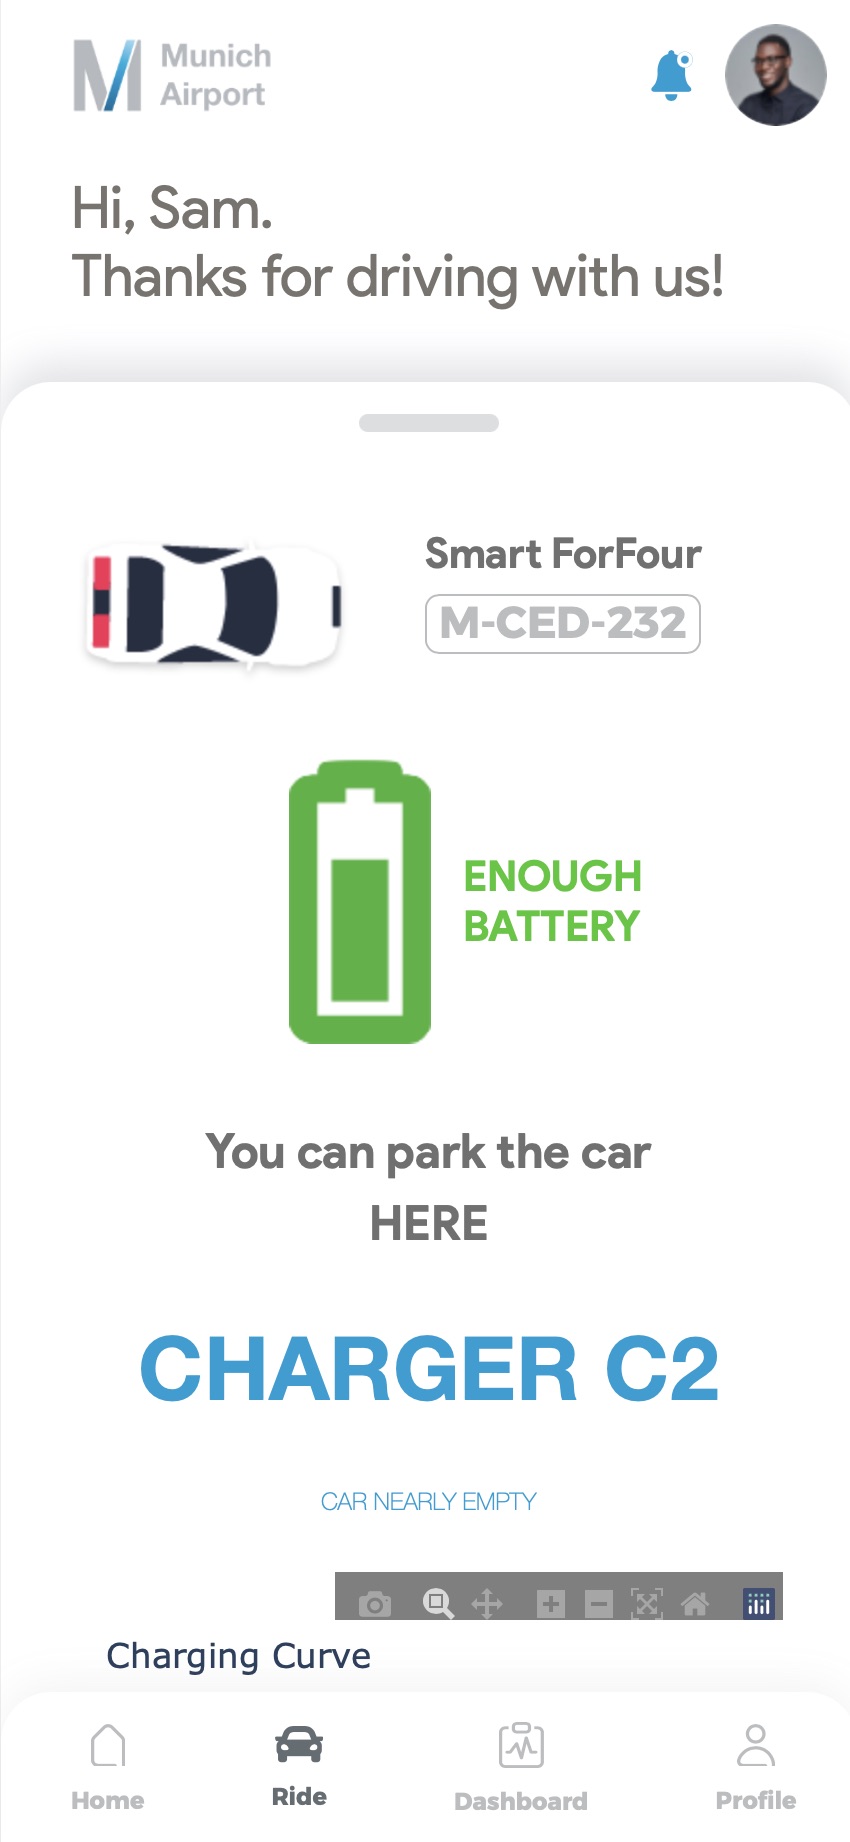 Munich
Airport
Hi, Sam.
Thanks for driving with us!
Smart ForFour
M-CED-232
ENOUGH
BATTERY
You can park the car
HERE
CHARGER C2
CAR NEARLY EMPTY
Charging Curve
Home
Ride
Dashboard
Profile